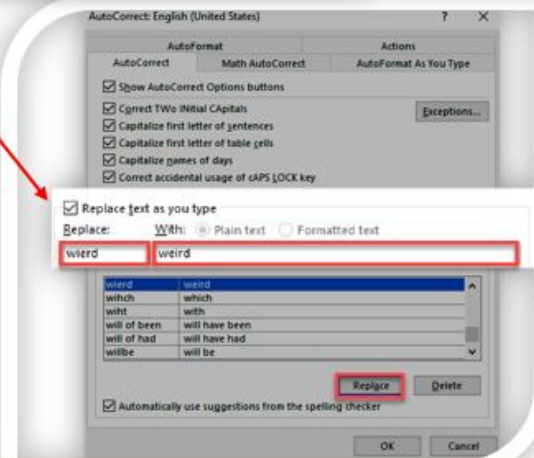 AutoCorrect: English (United States) ? ×
AutoFormat Actions
AutoCorrect Math AutoCorrect AutoFormat As You Type
Show AutoCorrect Options buttons
Correct TWo INitial CApitals Exceptions...
Capitalize first letter of sentences
Capitalize first letter of table cells
Capitalize names of days
Correct accidental usage of cAPS LOCK key
Replace text as you type
Replace: With: Plain text Formatted text
wierd weird
wierd weird
wihch which
wiht with
will of been will have been
will of had will have had
willbe will be
Replace Delete
Automatically use suggestions from the spelling checker
OK Cancel